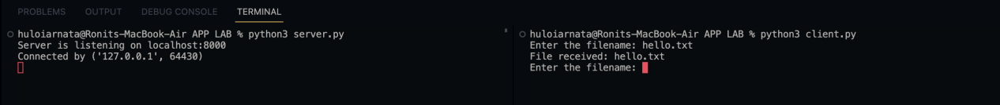 PROBLEMS OUTPUT DEBUG CONSOLE TERMINAL
huloiarnata@Ronits-MacBook-Air APP LAB % python3 server.py
Server is listening on localhost:8000
Connected by ('127.0.0.1', 64430)
huloiarnata@Ronits-MacBook-Air APP LAB % python3 client.py
Enter the filename: hello.txt
File received: hello.txt
Enter the filename: